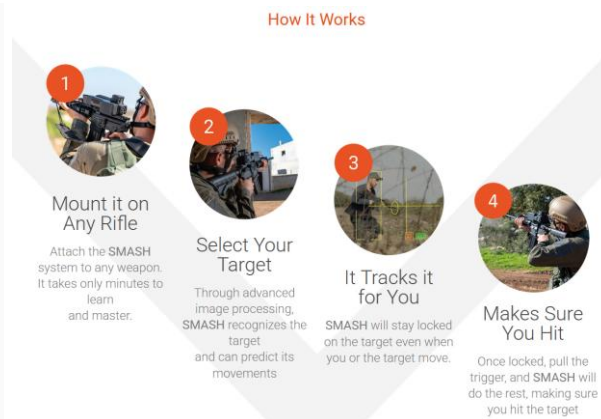 How It Works
1
Mount it on
Any Rifle
Attach the SMASH
system to any weapon.
It takes only minutes to
learn
and master.
2
Select Your
Target
Through advanced
image processing,
SMASH recognizes the
target
and can predict its
movements
3
It Tracks it
for You
SMASH will stay locked
on the target even when
you or the target move.
4
Makes Sure
You Hit
Once locked, pull the
trigger, and SMASH will
do the rest, making sure
you hit the target